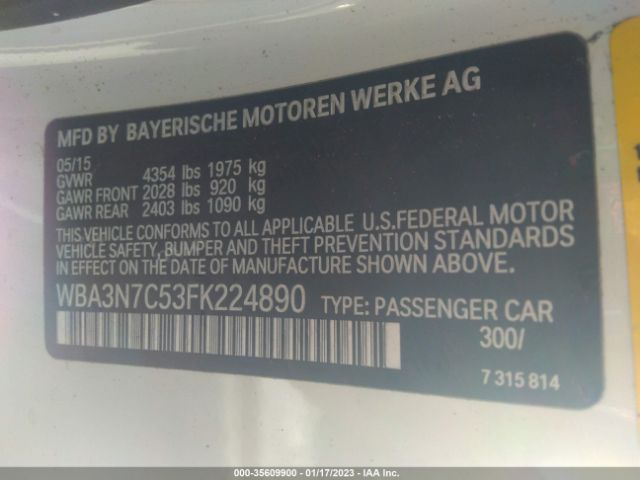 MFD BY BAYERISCHE MOTOREN WERKE AG
05/15
GVWR 4354 lbs 1975 kg
GAWR FRONT 2028 lbs 920 kg
GAWR REAR 2403 lbs 1090 kg
THIS VEHICLE CONFORMS TO ALL APPLICABLE U.S.FEDERAL MOTOR
VEHICLE SAFETY, BUMPER AND THEFT PREVENTION STANDARDS
IN EFFECT ON THE DATE OF MANUFACTURE SHOWN ABOVE.
WBA3N7C53FK224890 TYPE: PASSENGER CAR
300/
7 315 814
000-35609900 - 01/17/2023 - IAA Inc.